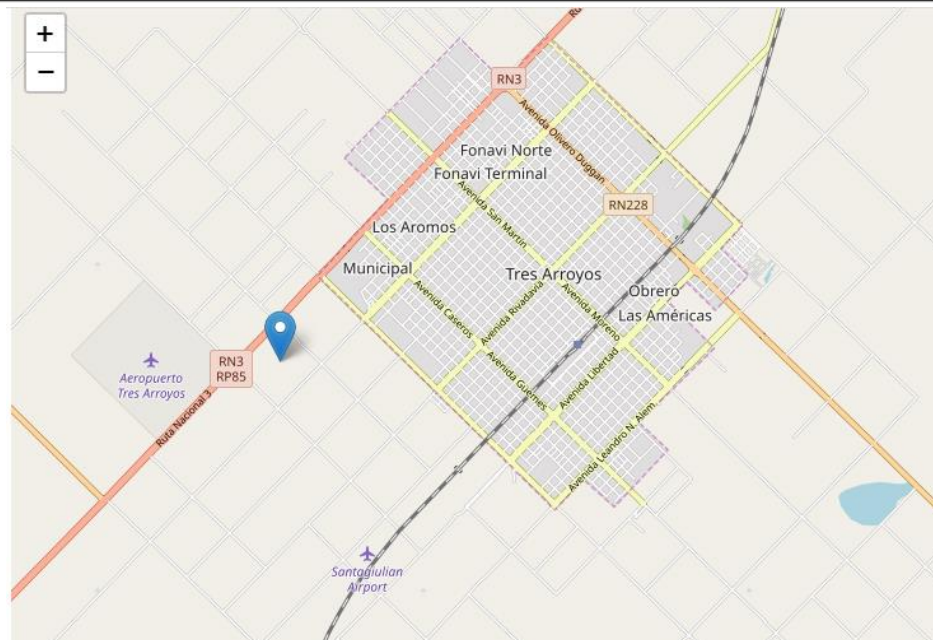 +
−
RN3
Avenida Olivero Duggan
Fonavi Norte
Fonavi Terminal
Avenida San Martín
RN228
Los Aromos
Municipal
Tres Arroyos
Obrero
Las Américas
Avenida Caseros
Avenida Rivadavia
Avenida Moreno
RN3
RP85
Aeropuerto
Tres Arroyos
Ruta Nacional 3
Avenida Güemes
Avenida Libertad
Avenida Leandro N. Alem
Santagiulian
Airport